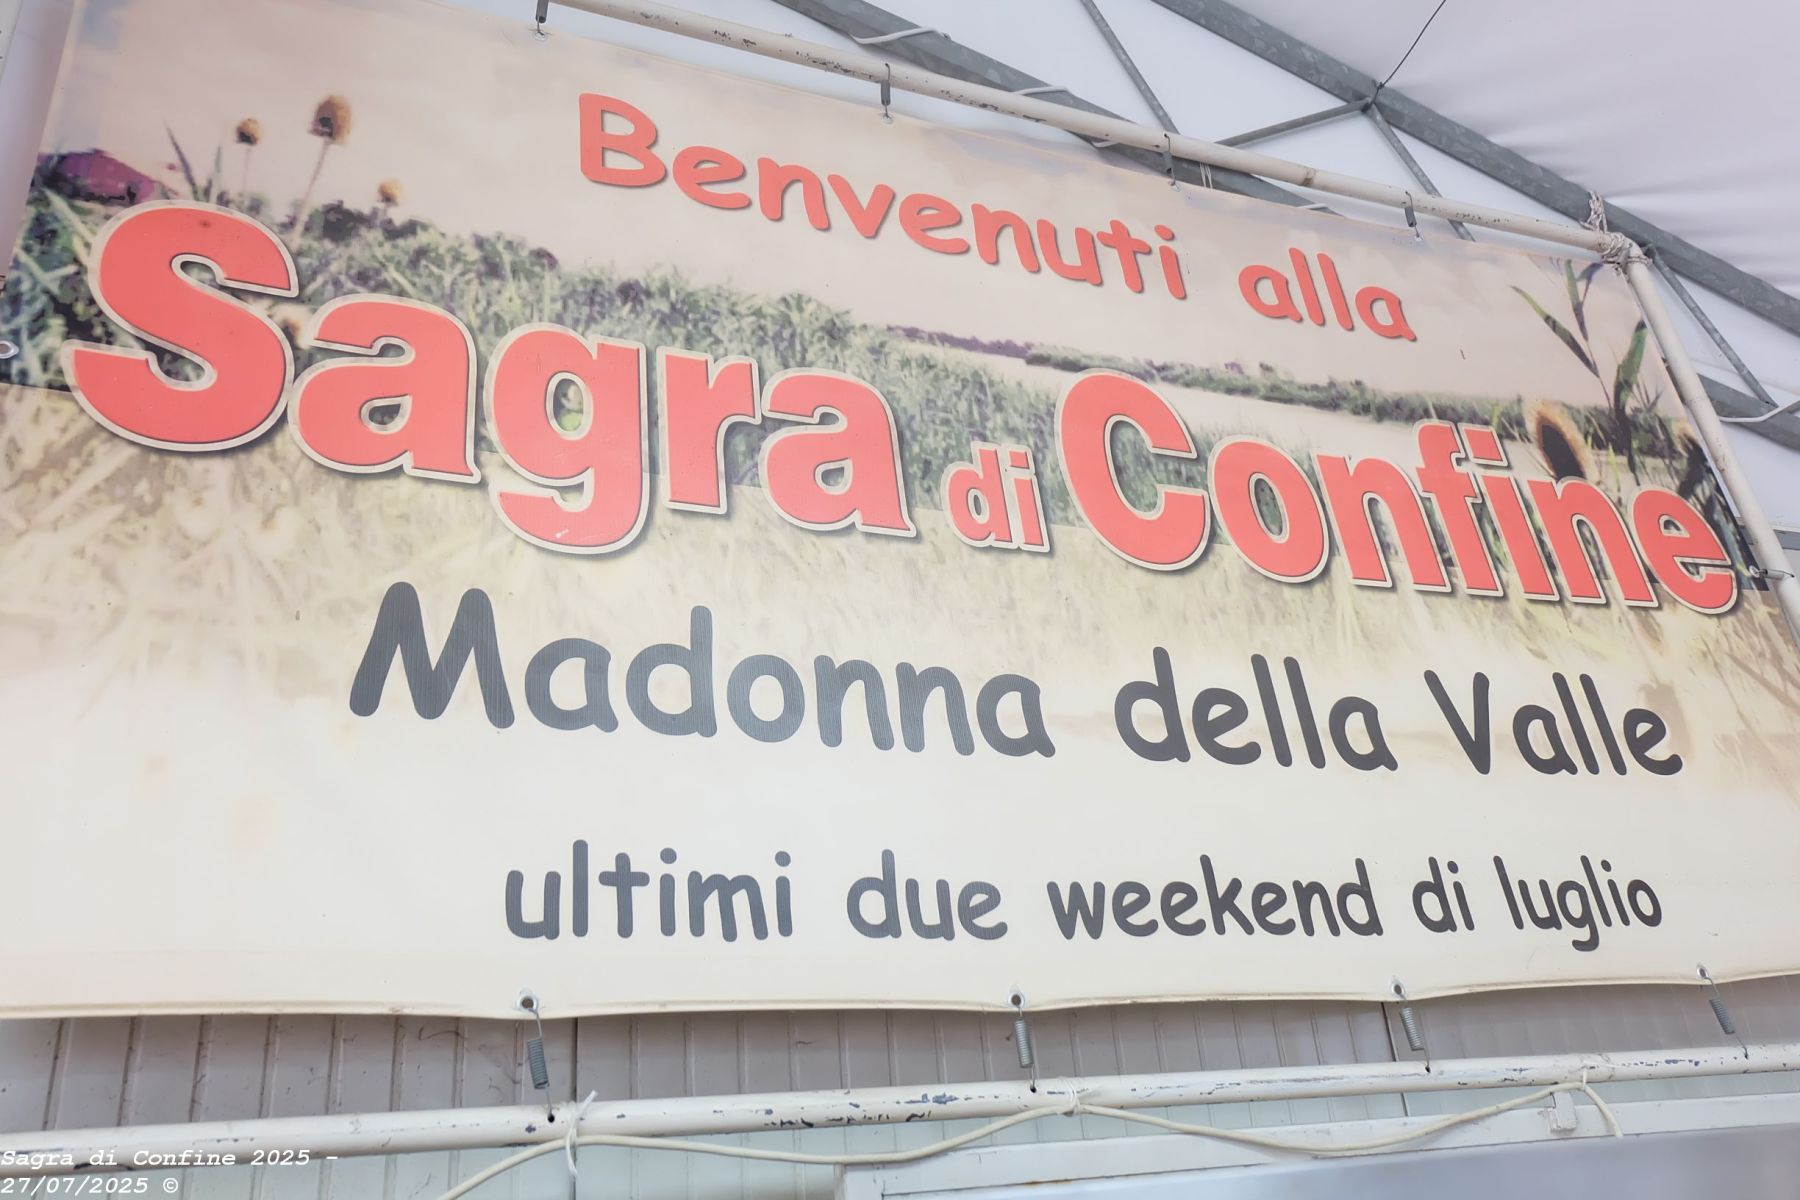 Benvenuti alla
Sagra di Confine
Madonna della Valle
ultimi due weekend di luglio
Sagra di Confine 2025 -
27/07/2025 ©